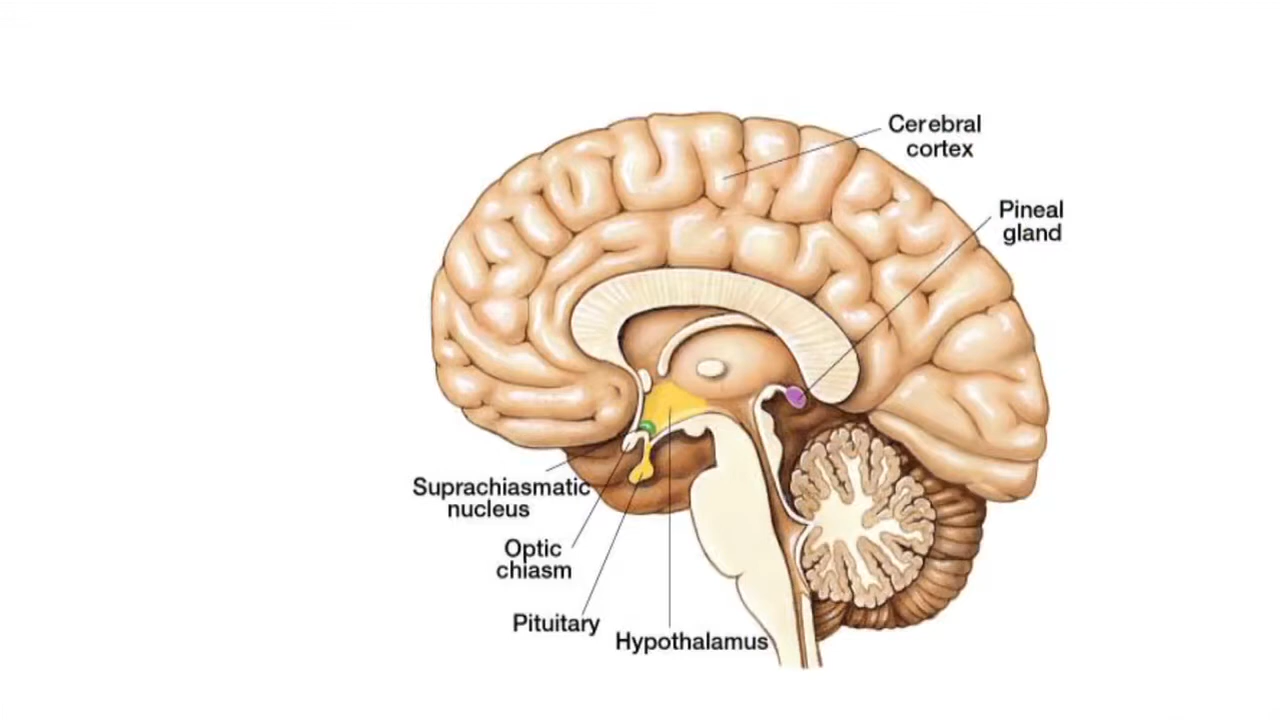 Cerebral
cortex
Pineal
gland
Suprachiasmatic
nucleus
Optic
chiasm
Pituitary
Hypothalamus